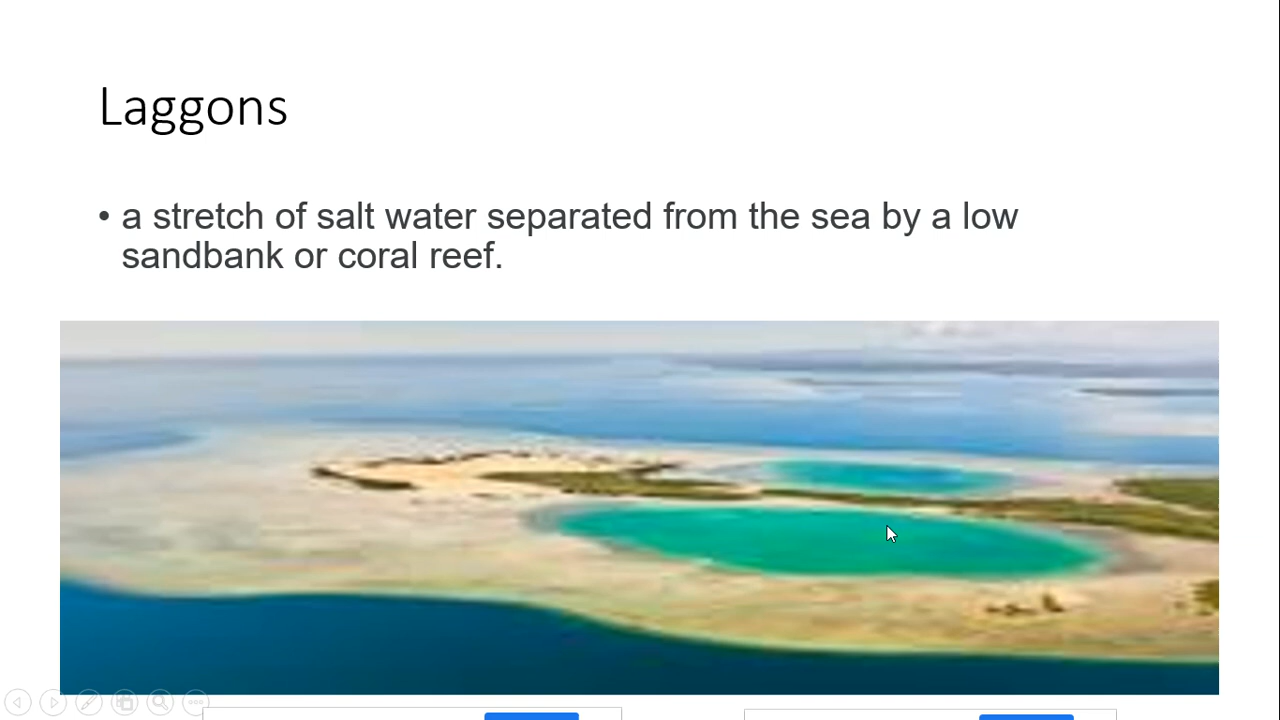 Laggons
• a stretch of salt water separated from the sea by a low
sandbank or coral reef.